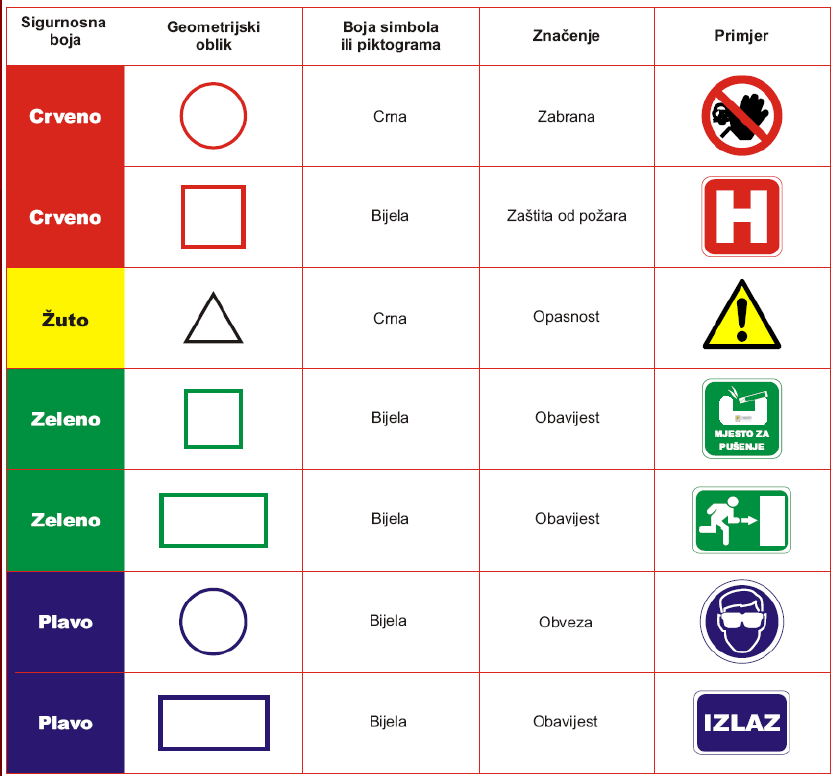 Sigurnosna
boja
Geometrijski
oblik
Boja simbola
ili piktograma
Značenje
Primjer
Crveno
Crna
Zabrana
Crveno
Bijela
Zaštita od požara
H
Žuto
Crna
Opasnost
!
Zeleno
Bijela
Obavijest
MJESTO ZA
PUŠENJE
Zeleno
Bijela
Obavijest
Plavo
Bijela
Obveza
Plavo
Bijela
Obavijest
IZLAZ